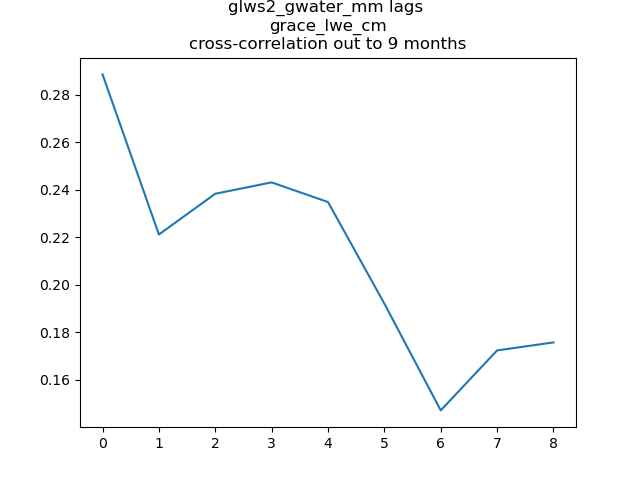 glws2_gwater_mm lags
grace_lwe_cm
cross-correlation out to 9 months
0.28
0.26
0.24
0.22
0.20
0.18
0.16
0 1 2 3 4 5 6 7 8